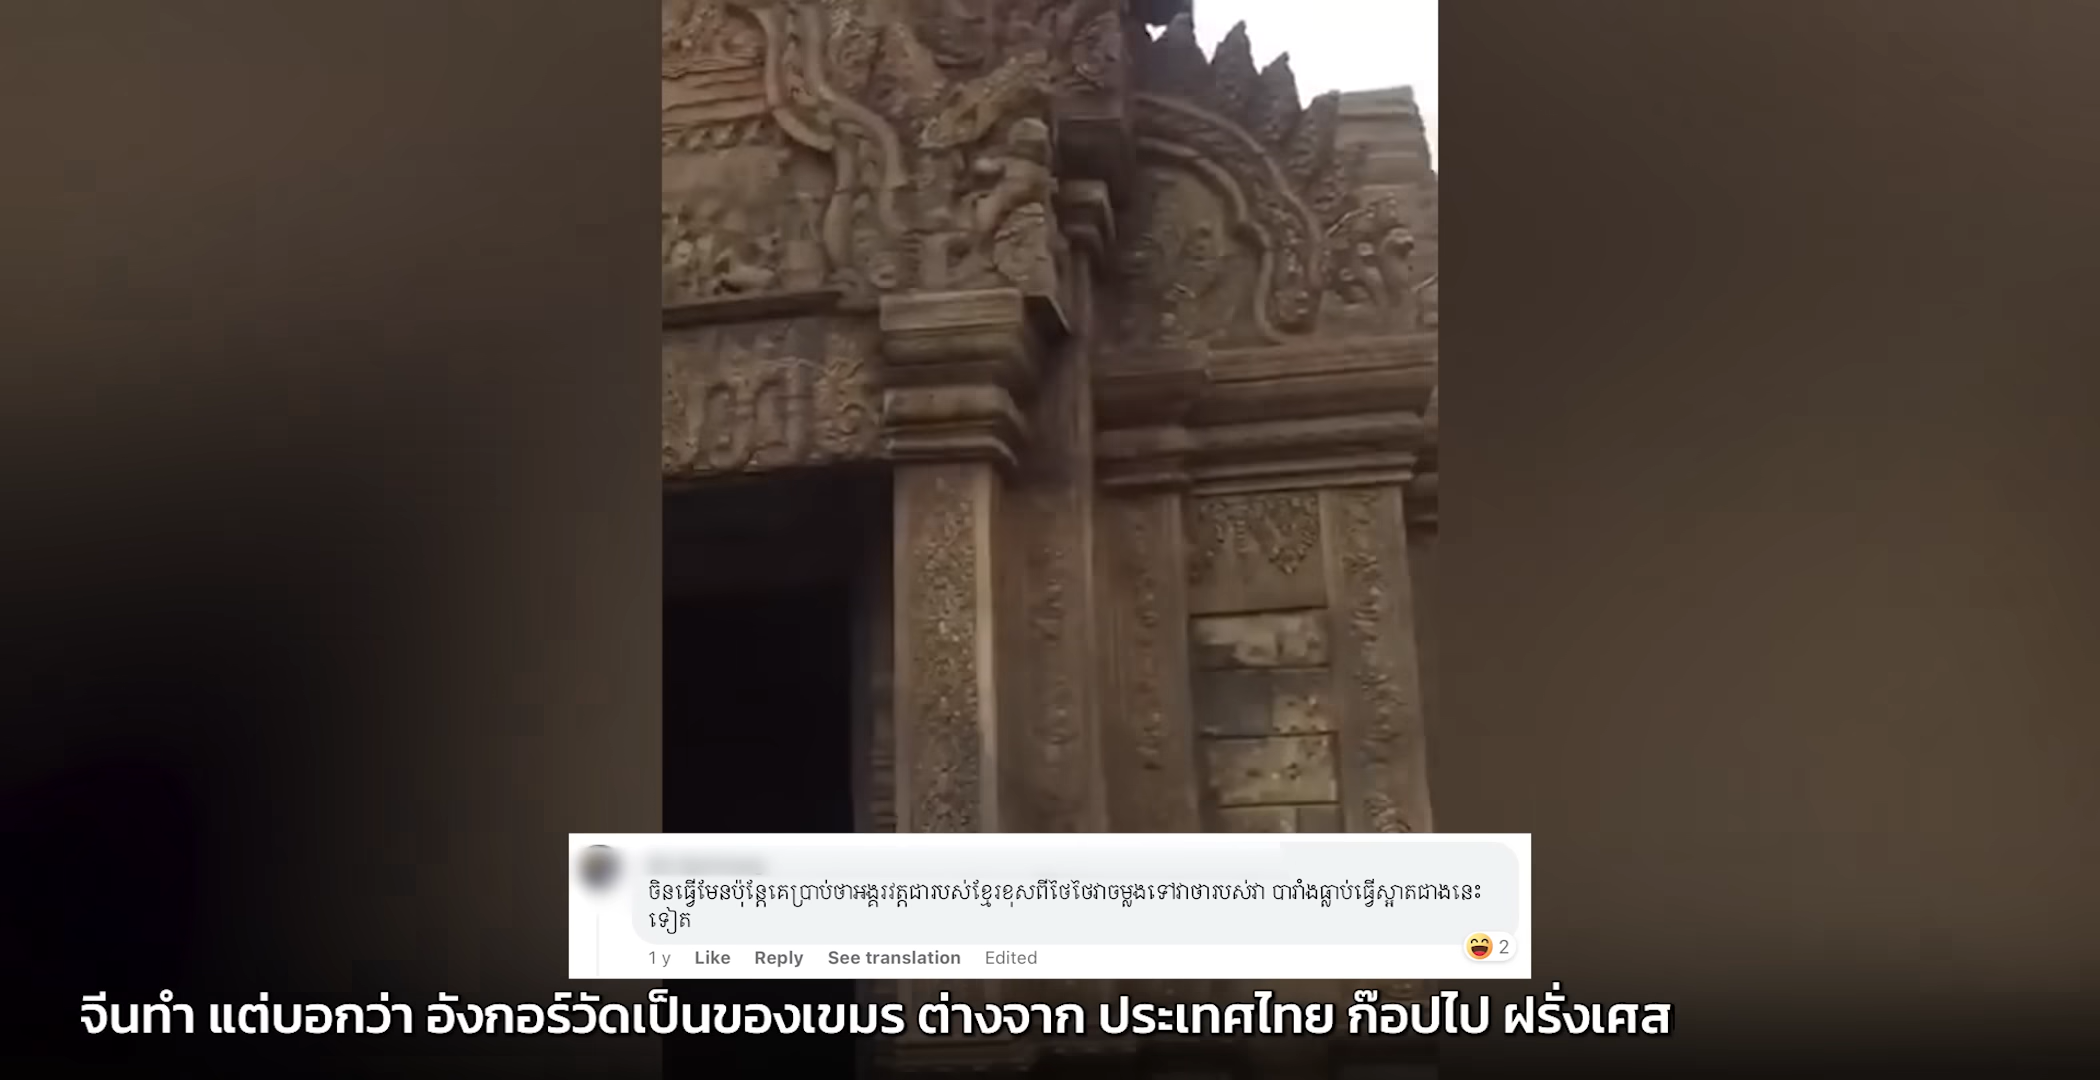 ចិនធ្វើមែនប៉ុន្តែគេប្រាប់ថាអង្គរវត្តជារបស់ខ្មែរខុសពីថៃថៃវាចម្លងទៅវាថារបស់វា បារាំងធ្លាប់ធ្វើស្អាតជាងនេះ
ទៀត
1 y Like Reply See translation Edited
2
จีนทำ แต่บอกว่า อังกอร์วัดเป็นของเขมร ต่างจาก ประเทศไทย ก๊อปไป ฝรั่งเศส